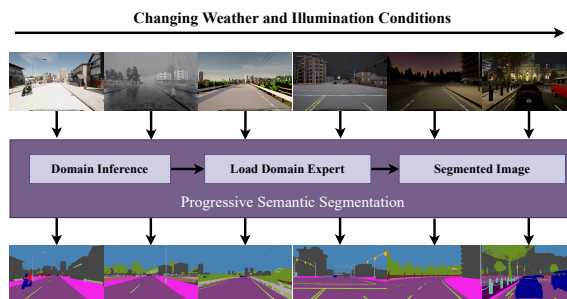 Changing Weather and Illumination Conditions
Domain Inference
Load Domain Expert
Segmented Image
Progressive Semantic Segmentation